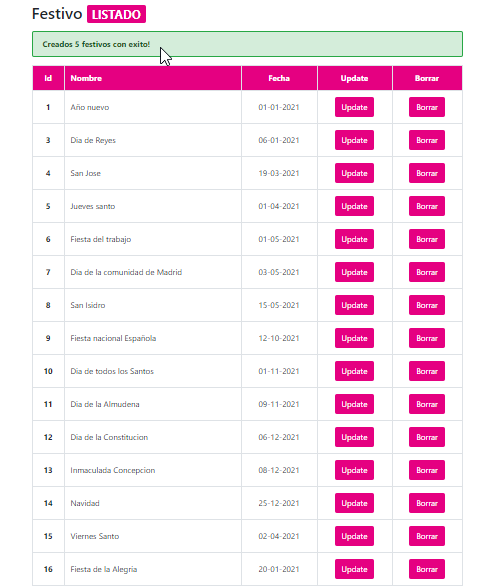 Festivo LISTADO
Creados 5 festivos con exito!
Id Nombre Fecha Update Borrar
1 Año nuevo 01-01-2021 Update Borrar
3 Dia de Reyes 06-01-2021 Update Borrar
4 San Jose 19-03-2021 Update Borrar
5 Jueves santo 01-04-2021 Update Borrar
6 Fiesta del trabajo 01-05-2021 Update Borrar
7 Dia de la comunidad de Madrid 03-05-2021 Update Borrar
8 San Isidro 15-05-2021 Update Borrar
9 Fiesta nacional Española 12-10-2021 Update Borrar
10 Dia de todos los Santos 01-11-2021 Update Borrar
11 Dia de la Almudena 09-11-2021 Update Borrar
12 Dia de la Constitucion 06-12-2021 Update Borrar
13 Inmaculada Concepcion 08-12-2021 Update Borrar
14 Navidad 25-12-2021 Update Borrar
15 Viernes Santo 02-04-2021 Update Borrar
16 Fiesta de la Alegria 20-01-2021 Update Borrar